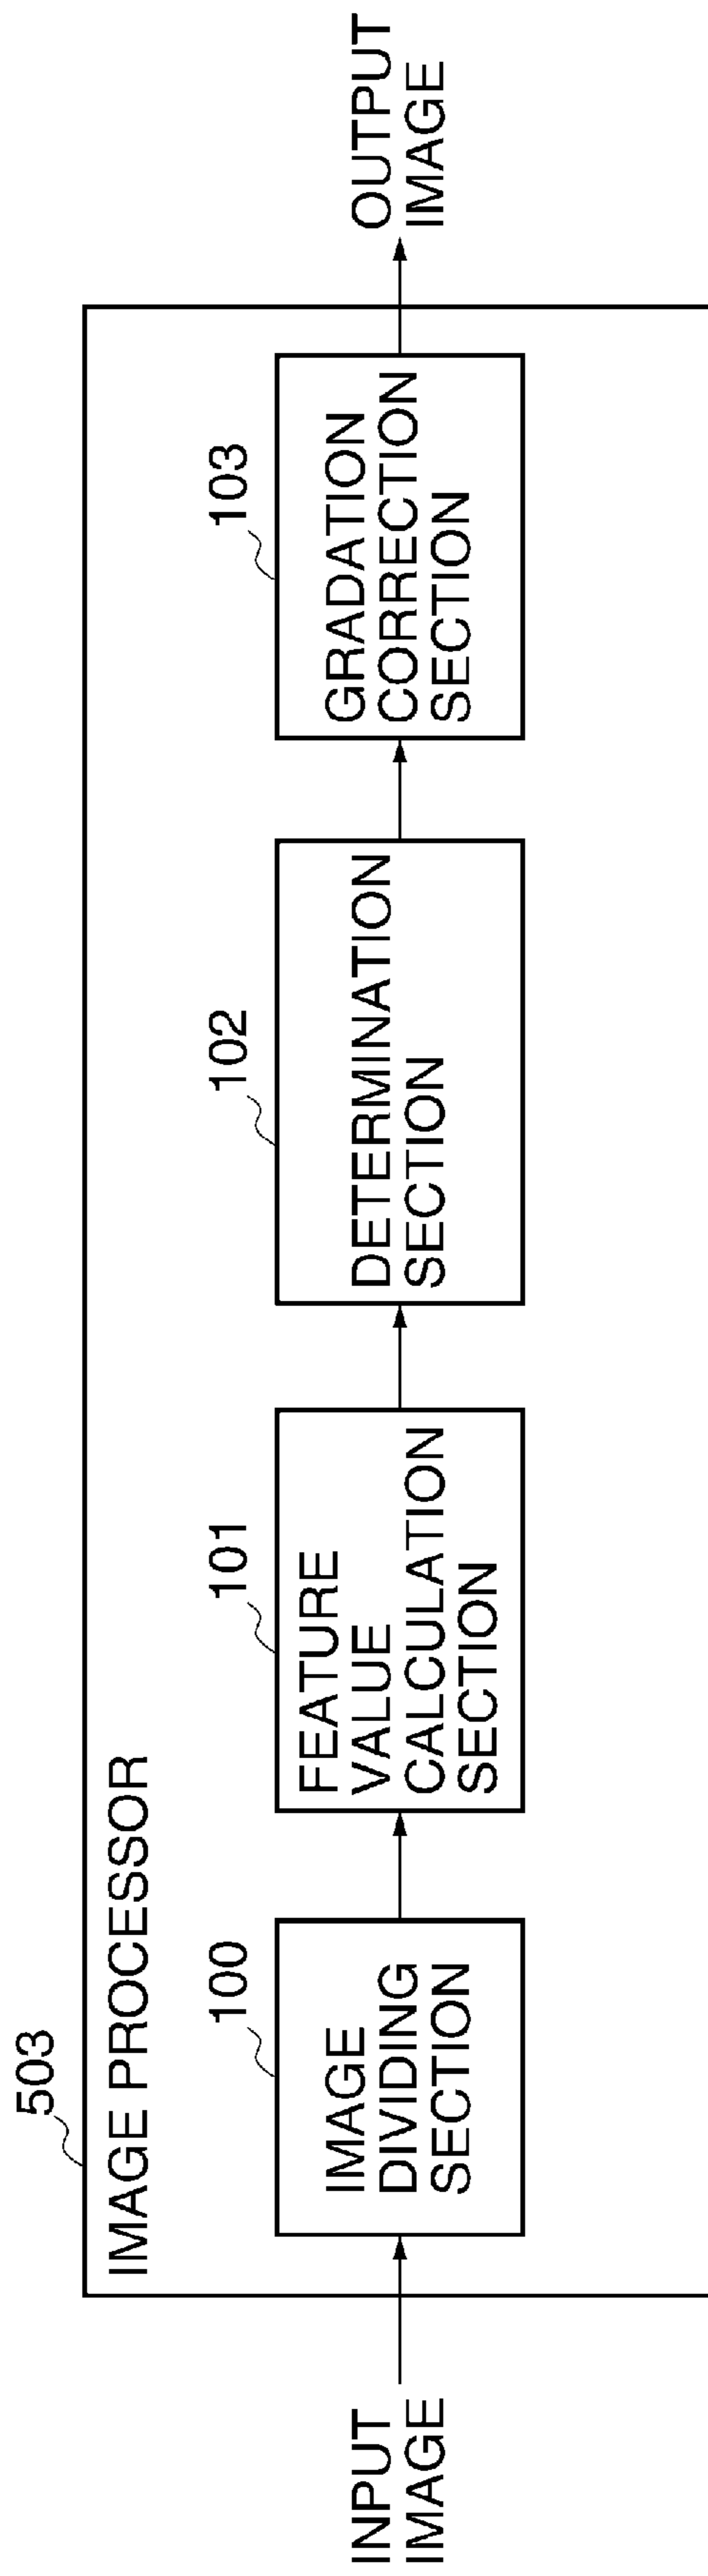 503
IMAGE PROCESSOR
INPUT
IMAGE
100
IMAGE
DIVIDING
SECTION
101
FEATURE
VALUE
CALCULATION
SECTION
102
DETERMINATION
SECTION
103
GRADATION
CORRECTION
SECTION
OUTPUT
IMAGE